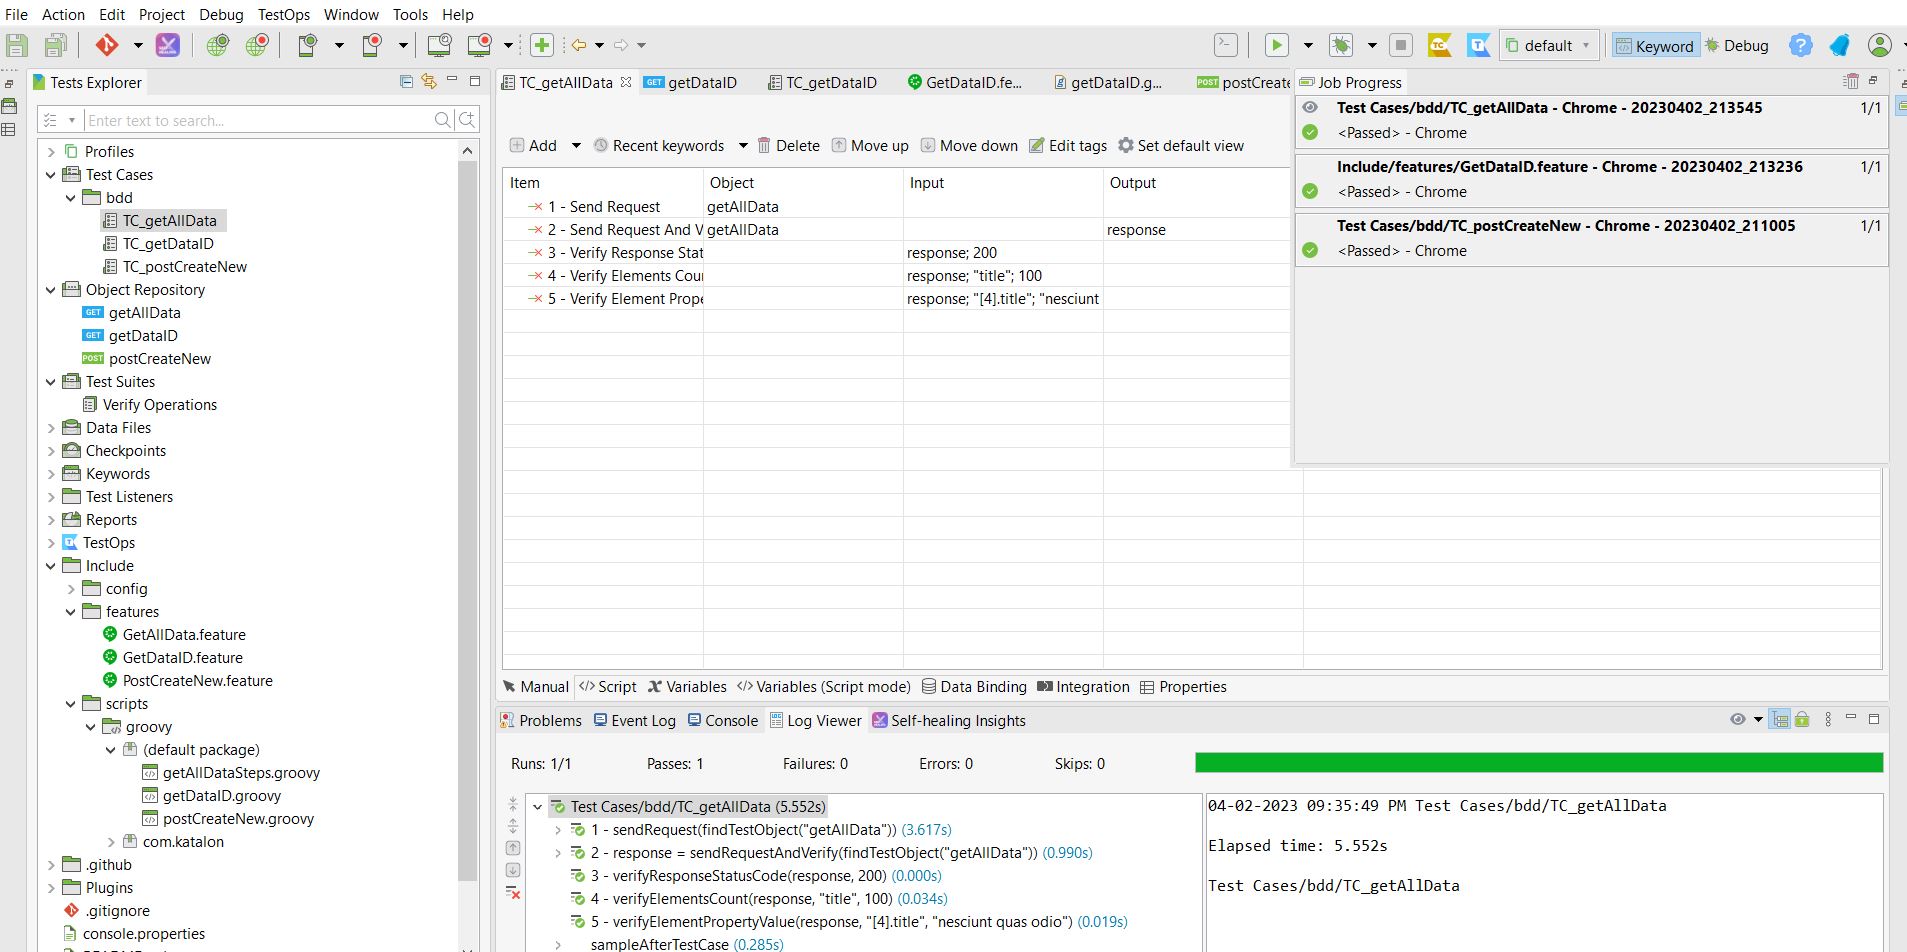 File Action Edit Project Debug TestOps Window Tools Help
default Keyword Debug
Tests Explorer
Enter text to search...
Profiles
Test Cases
bdd
TC_getAllData
TC_getDataID
TC_postCreateNew
Object Repository
GET getAllData
GET getDataID
POST postCreateNew
Test Suites
Verify Operations
Data Files
Checkpoints
Keywords
Test Listeners
Reports
TestOps
Include
config
features
GetAllData.feature
GetDataID.feature
PostCreateNew.feature
scripts
groovy
(default package)
getAllDataSteps.groovy
getDataID.groovy
postCreateNew.groovy
com.katalon
.github
Plugins
.gitignore
console.properties
TC_getAllData GET getDataID TC_getDataID GetDataID.fe... getDataID.g... POST postCreate
Add Recent keywords Delete Move up Move down Edit tags Set default view
Item Object Input Output
1 - Send Request getAllData
2 - Send Request And V getAllData response
3 - Verify Response Stat response; 200
4 - Verify Elements Cou response; "title"; 100
5 - Verify Element Prope response; "[4].title"; "nesciunt
Manual Script Variables Variables (Script mode) Data Binding Integration Properties
Job Progress
Test Cases/bdd/TC_getAllData - Chrome - 20230402_213545 1/1
<Passed> - Chrome
Include/features/GetDataID.feature - Chrome - 20230402_213236 1/1
<Passed> - Chrome
Test Cases/bdd/TC_postCreateNew - Chrome - 20230402_211005 1/1
<Passed> - Chrome
Problems Event Log Console Log Viewer Self-healing Insights
Runs: 1/1 Passes: 1 Failures: 0 Errors: 0 Skips: 0
Test Cases/bdd/TC_getAllData (5.552s)
1 - sendRequest(findTestObject("getAllData")) (3.617s)
2 - response = sendRequestAndVerify(findTestObject("getAllData")) (0.990s)
3 - verifyResponseStatusCode(response, 200) (0.000s)
4 - verifyElementsCount(response, "title", 100) (0.034s)
5 - verifyElementPropertyValue(response, "[4].title", "nesciunt quas odio") (0.019s)
sampleAfterTestCase (0.285s)
04-02-2023 09:35:49 PM Test Cases/bdd/TC_getAllData
Elapsed time: 5.552s
Test Cases/bdd/TC_getAllData